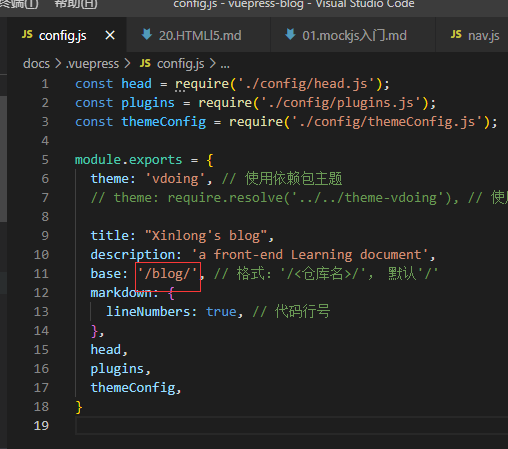 终端(T) 帮助(H) config.js - vuepress-blog - Visual Studio Code
JS config.js × 20.HTMLl5.md 01.mockjs入门.md JS nav.js
docs > .vuepress > JS config.js > ...
1 const head = require('./config/head.js');
2 const plugins = require('./config/plugins.js');
3 const themeConfig = require('./config/themeConfig.js');
4
5 module.exports = {
6 theme: 'vdoing', // 使用依赖包主题
7 // theme: require.resolve('../../theme-vdoing'), // 使
8
9 title: "Xinlong's blog",
10 description: 'a front-end Learning document',
11 base: '/blog/', // 格式：'/<仓库名>/'， 默认'/'
12 markdown: {
13 lineNumbers: true, // 代码行号
14 },
15 head,
16 plugins,
17 themeConfig,
18 }
19